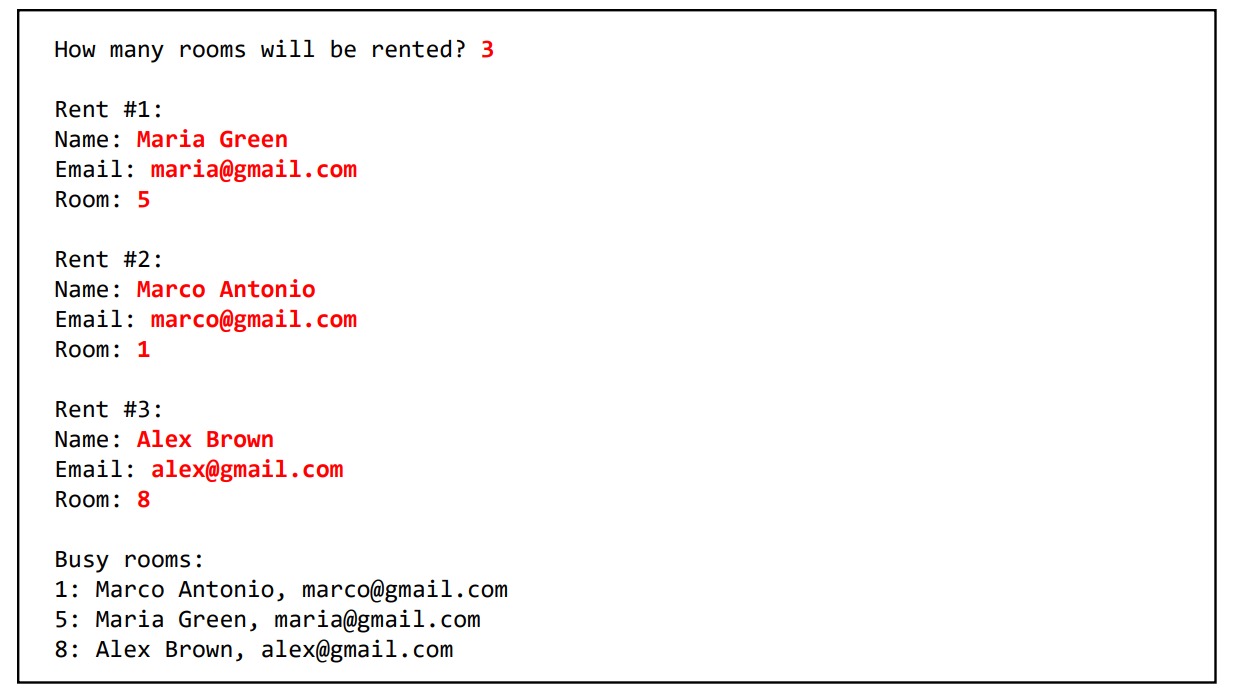 How many rooms will be rented? 3
Rent #1:
Name: Maria Green
Email: maria@gmail.com
Room: 5
Rent #2:
Name: Marco Antonio
Email: marco@gmail.com
Room: 1
Rent #3:
Name: Alex Brown
Email: alex@gmail.com
Room: 8
Busy rooms:
1: Marco Antonio, marco@gmail.com
5: Maria Green, maria@gmail.com
8: Alex Brown, alex@gmail.com